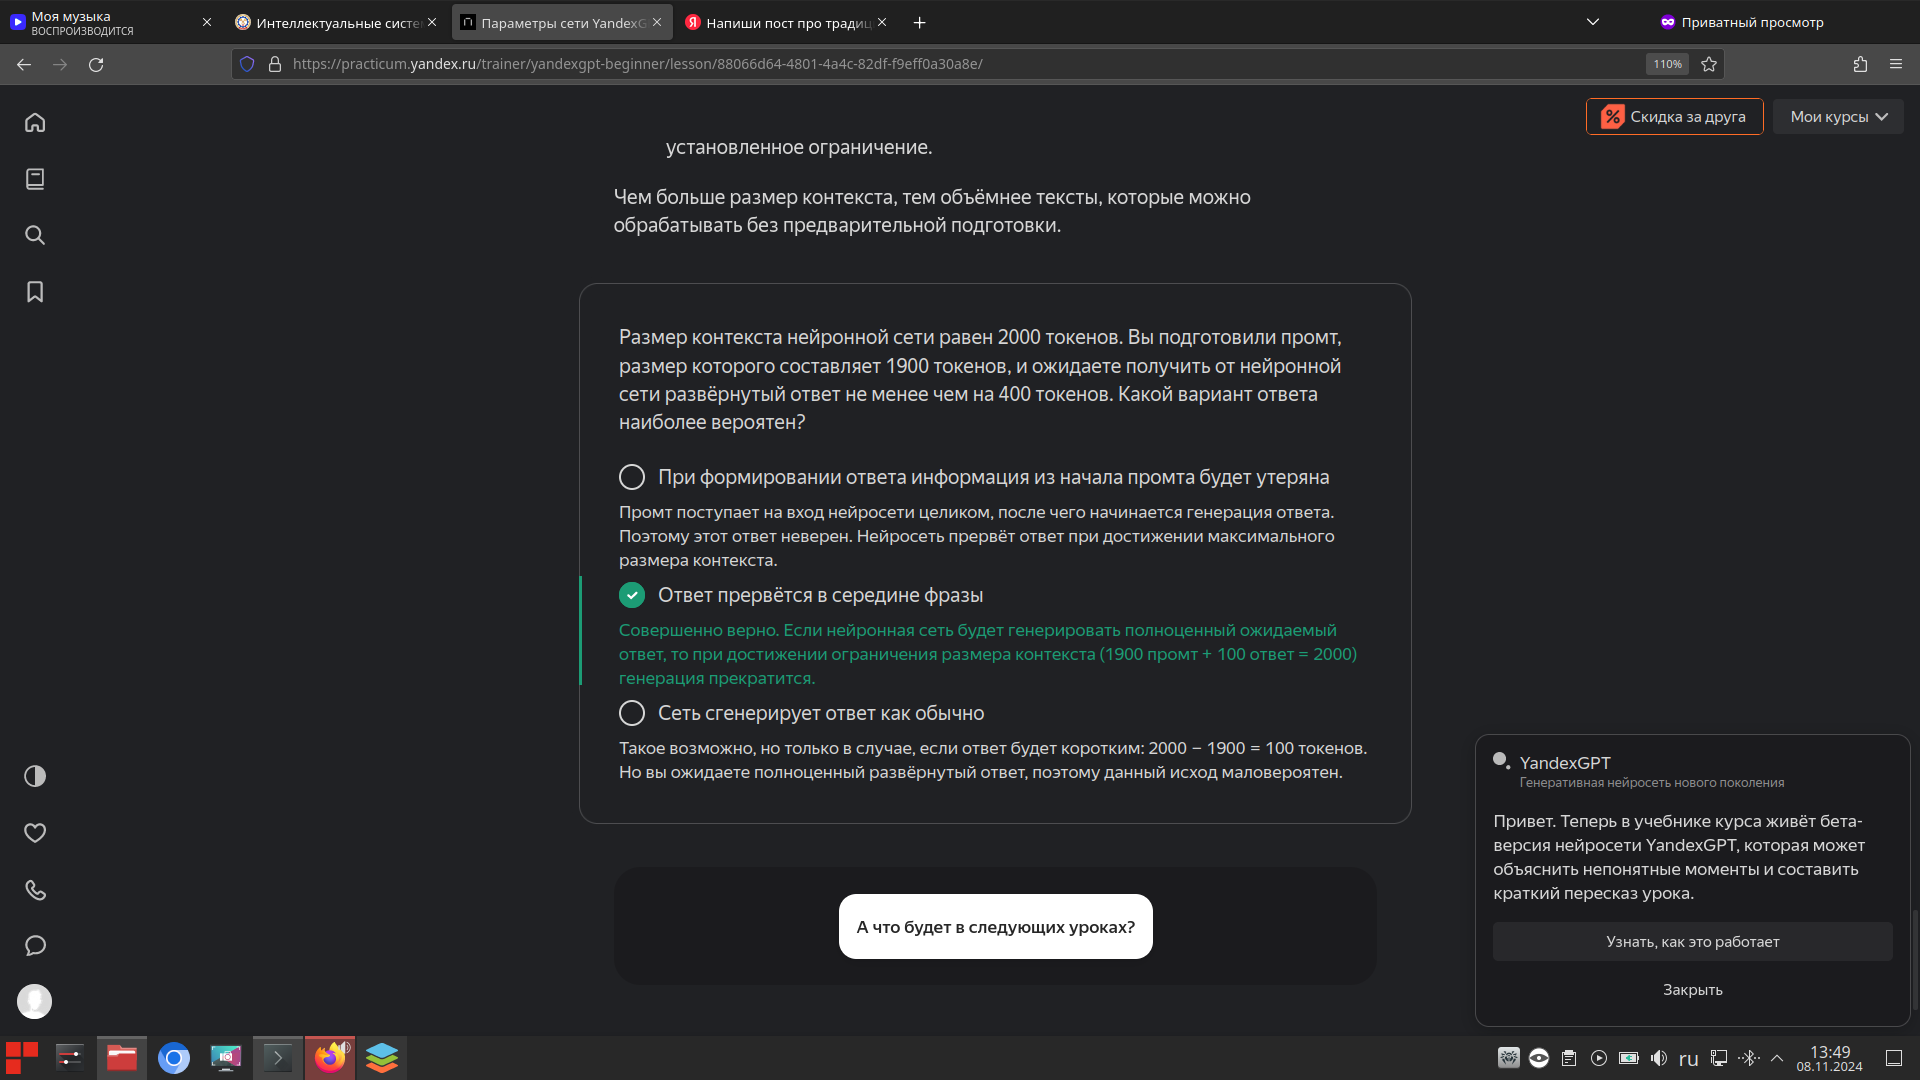 Моя музыка
ВОСПРОИЗВОДИТСЯ
Интеллектуальные систе
Параметры сети YandexG
Напиши пост про традиц
Приватный просмотр
https://practicum.yandex.ru/trainer/yandexgpt-beginner/lesson/88066d64-4801-4a4c-82df-f9eff0a30a8e/
110%
Скидка за друга
Мои курсы
установленное ограничение.
Чем больше размер контекста, тем объёмнее тексты, которые можно
обрабатывать без предварительной подготовки.
Размер контекста нейронной сети равен 2000 токенов. Вы подготовили промт,
размер которого составляет 1900 токенов, и ожидаете получить от нейронной
сети развёрнутый ответ не менее чем на 400 токенов. Какой вариант ответа
наиболее вероятен?
При формировании ответа информация из начала промта будет утеряна
Промт поступает на вход нейросети целиком, после чего начинается генерация ответа.
Поэтому этот ответ неверен. Нейросеть прервёт ответ при достижении максимального
размера контекста.
Ответ прервётся в середине фразы
Совершенно верно. Если нейронная сеть будет генерировать полноценный ожидаемый
ответ, то при достижении ограничения размера контекста (1900 промт + 100 ответ = 2000)
генерация прекратится.
Сеть сгенерирует ответ как обычно
Такое возможно, но только в случае, если ответ будет коротким: 2000 − 1900 = 100 токенов.
Но вы ожидаете полноценный развёрнутый ответ, поэтому данный исход маловероятен.
А что будет в следующих уроках?
YandexGPT
Генеративная нейросеть нового поколения
Привет. Теперь в учебнике курса живёт бета-
версия нейросети YandexGPT, которая может
объяснить непонятные моменты и составить
краткий пересказ урока.
Узнать, как это работает
Закрыть
ru
13:49
08.11.2024